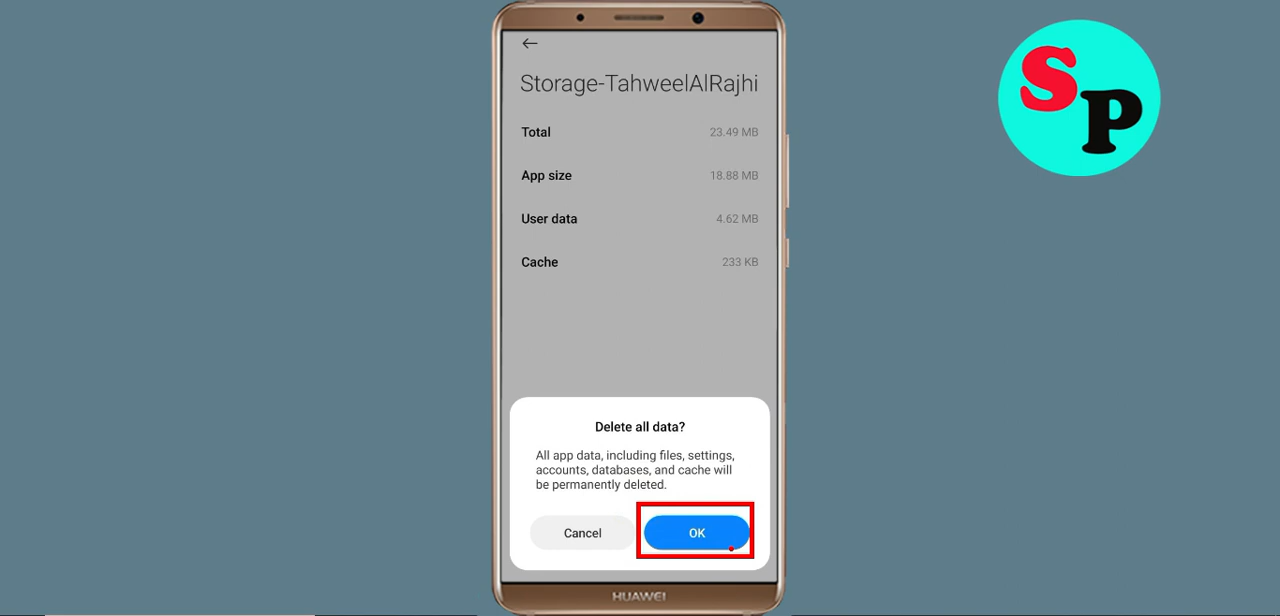 Storage-TahweelAlRajhi
Total 23.49 MB
App size 18.88 MB
User data 4.62 MB
Cache 233 KB
Delete all data?
All app data, including files, settings,
accounts, databases, and cache will
be permanently deleted.
Cancel OK
HUAWEI
SP